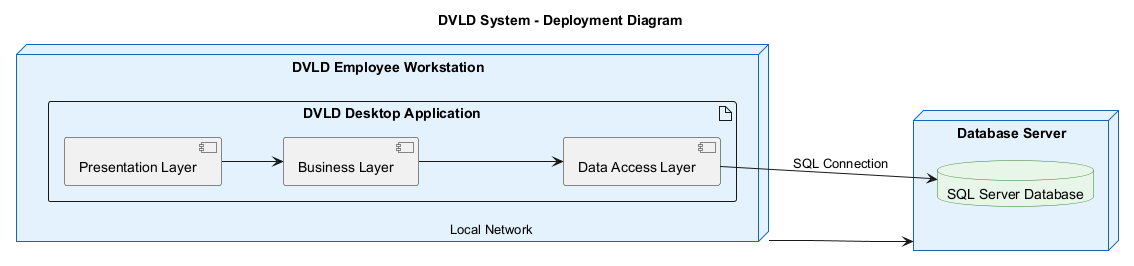 DVLD System - Deployment Diagram
DVLD Employee Workstation
DVLD Desktop Application
Presentation Layer
Business Layer
Data Access Layer
SQL Connection
Database Server
SQL Server Database
Local Network